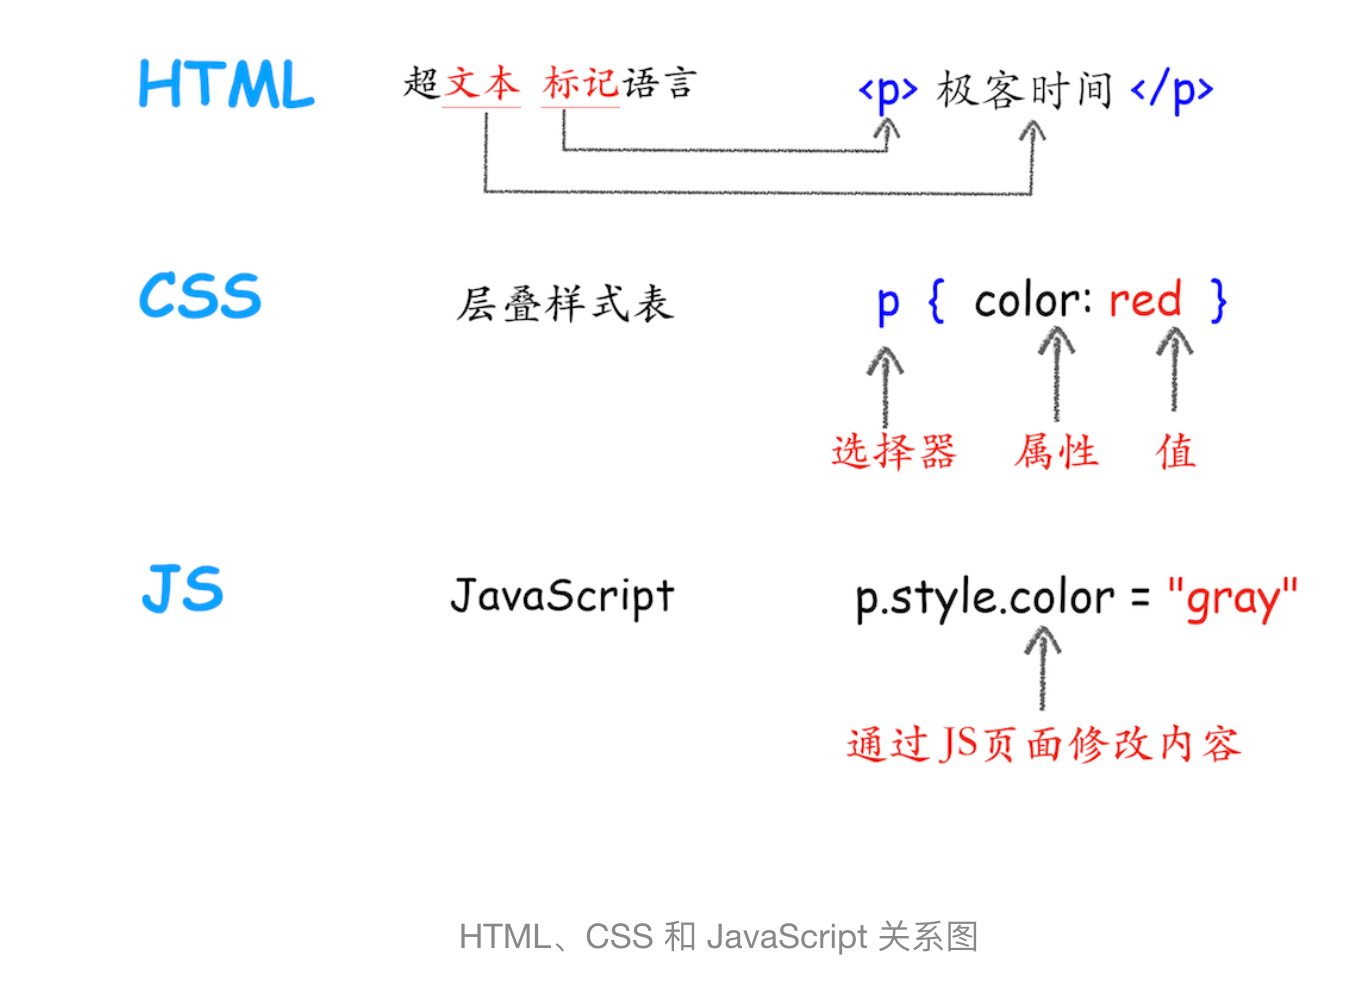 HTML 超文本 标记语言 <p> 极客时间 </p>
CSS 层叠样式表 p { color: red }
选择器 属性 值
JS JavaScript p.style.color = "gray"
通过JS页面修改内容
HTML、CSS 和 JavaScript 关系图